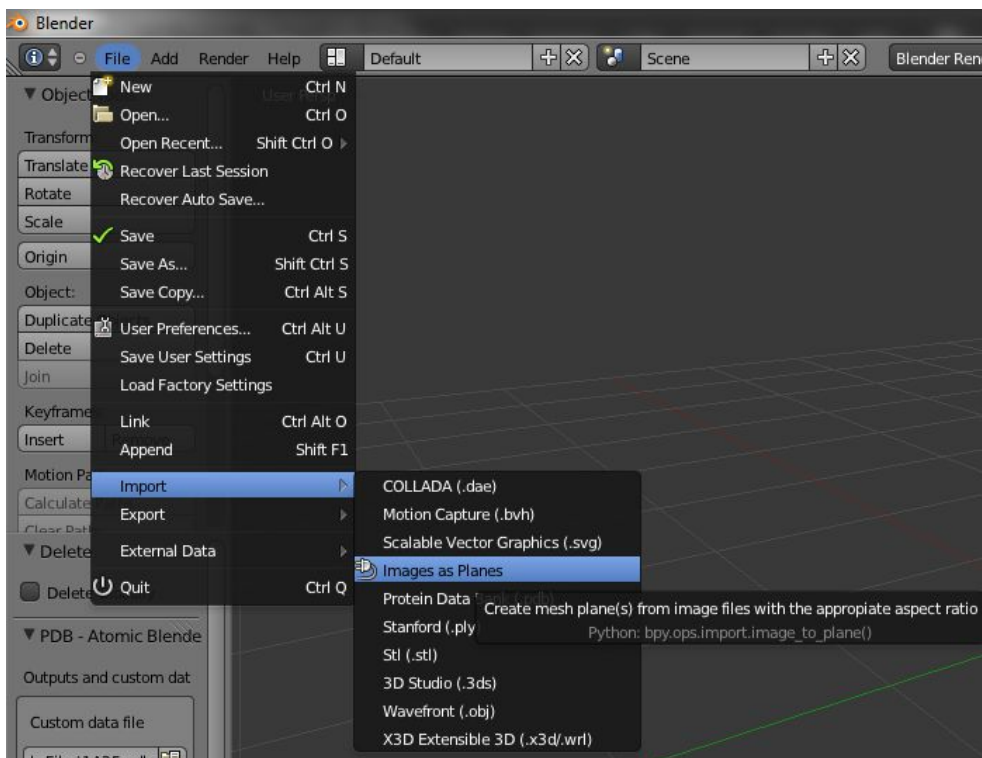 Blender
File Add Render Help Default Scene Blender Ren
Object
User Persp
New Ctrl N
Open... Ctrl O
Transform
Open Recent... Shift Ctrl O
Translate
Recover Last Session
Rotate
Recover Auto Save...
Scale
Save Ctrl S
Origin
Save As... Shift Ctrl S
Object:
Save Copy... Ctrl Alt S
Duplicate
User Preferences... Ctrl Alt U
Delete
Save User Settings Ctrl U
Join
Load Factory Settings
Keyframe
Link Ctrl Alt O
Insert
Append Shift F1
Motion Pa
Import
COLLADA (.dae)
Calculate
Export
Motion Capture (.bvh)
Clear Pat
Scalable Vector Graphics (.svg)
Delete
External Data
Images as Planes
Delete
Quit Ctrl Q
Protein Data Bank (.pdb)
Create mesh plane(s) from image files with the appropiate aspect ratio
Stanford (.ply
Python: bpy.ops.import.image_to_plane()
PDB - Atomic Blende
Stl (.stl)
Outputs and custom dat
3D Studio (.3ds)
Wavefront (.obj)
Custom data file
X3D Extensible 3D (.x3d/.wrl)